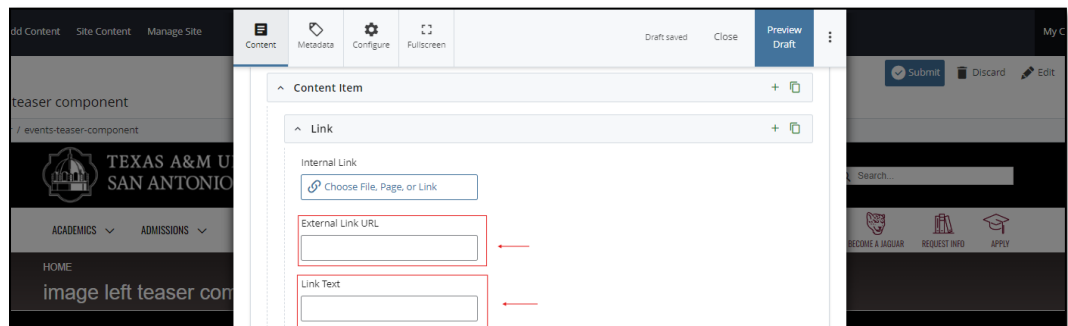 dd Content Site Content Manage Site
Content Metadata Configure Fullscreen
Draft saved Close Preview Draft
My C
Submit Discard Edit
teaser component
/ events-teaser-component
Content Item
Link
Internal Link
Choose File, Page, or Link
External Link URL
Link Text
TEXAS A&M U
SAN ANTONIO
Search...
ACADEMICS ADMISSIONS
BECOME A JAGUAR REQUEST INFO APPLY
HOME
image left teaser com